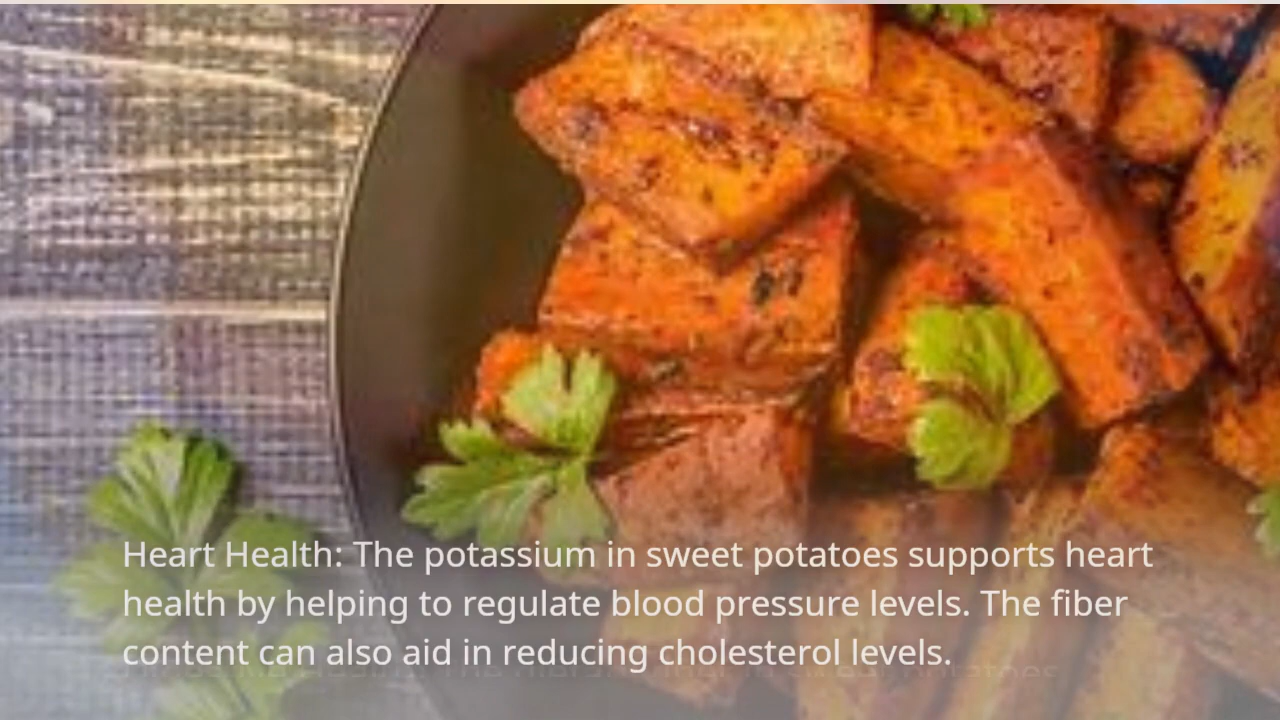 Heart Health: The potassium in sweet potatoes supports heart
health by helping to regulate blood pressure levels. The fiber
content can also aid in reducing cholesterol levels.